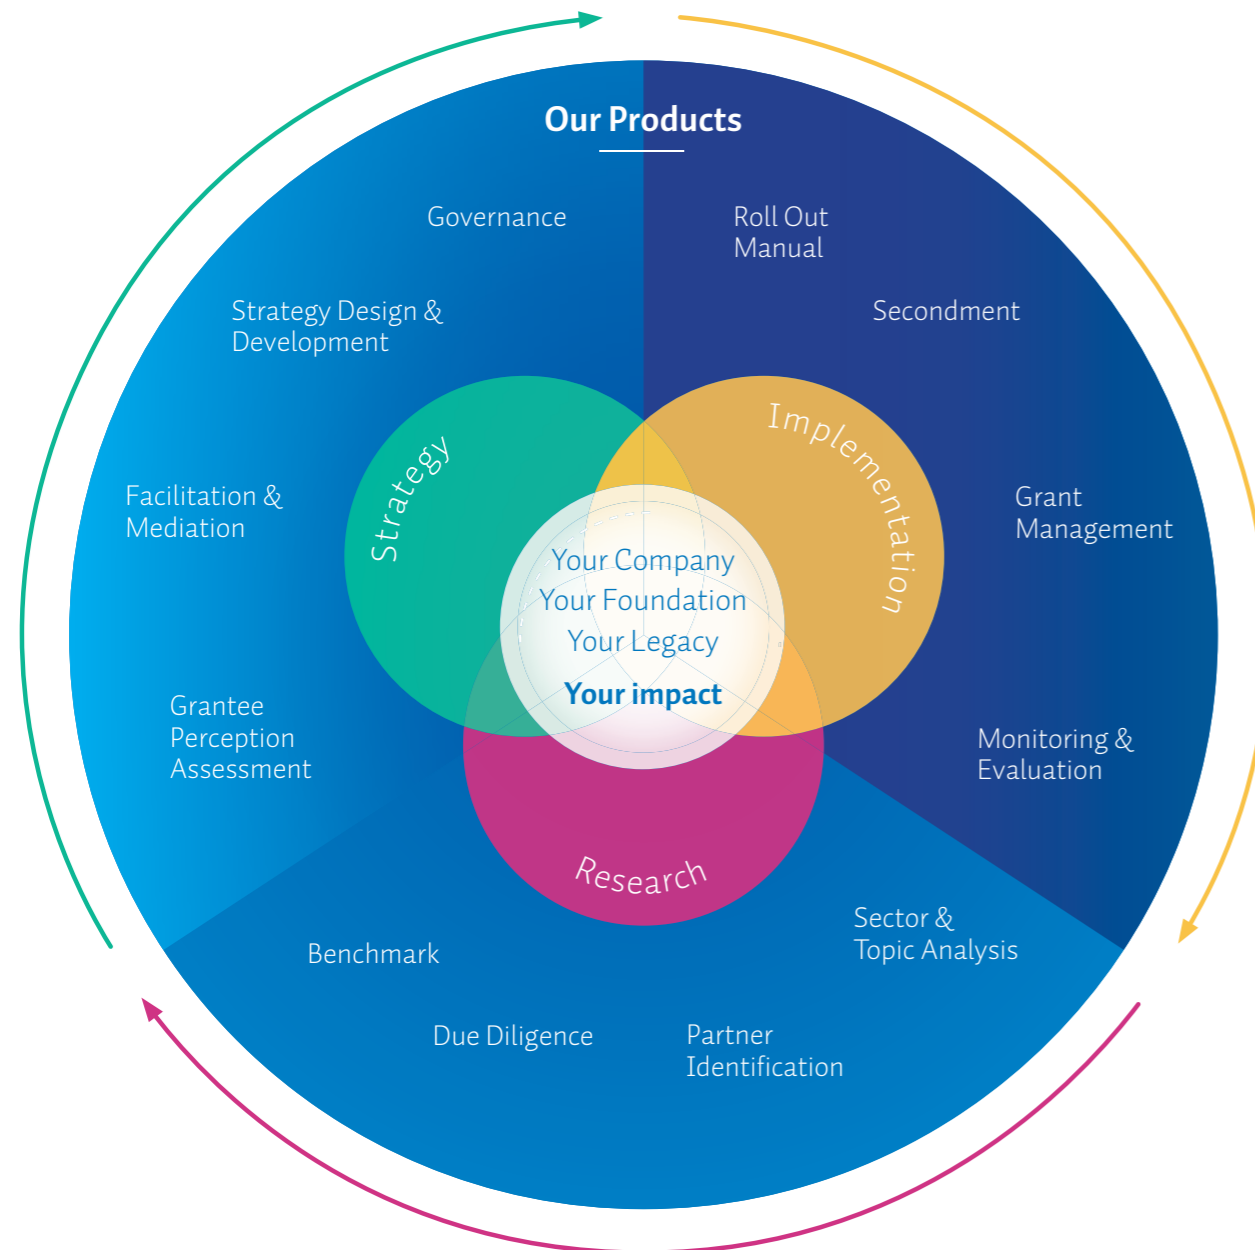 Our Products
Governance
Strategy Design &
Development
Facilitation &
Mediation
Grantee
Perception
Assessment
Roll Out
Manual
Secondment
Grant
Management
Monitoring &
Evaluation
Strategy
Implementation
Your Company
Your Foundation
Your Legacy
Your impact
Research
Sector &
Topic Analysis
Benchmark
Due Diligence
Partner
Identification